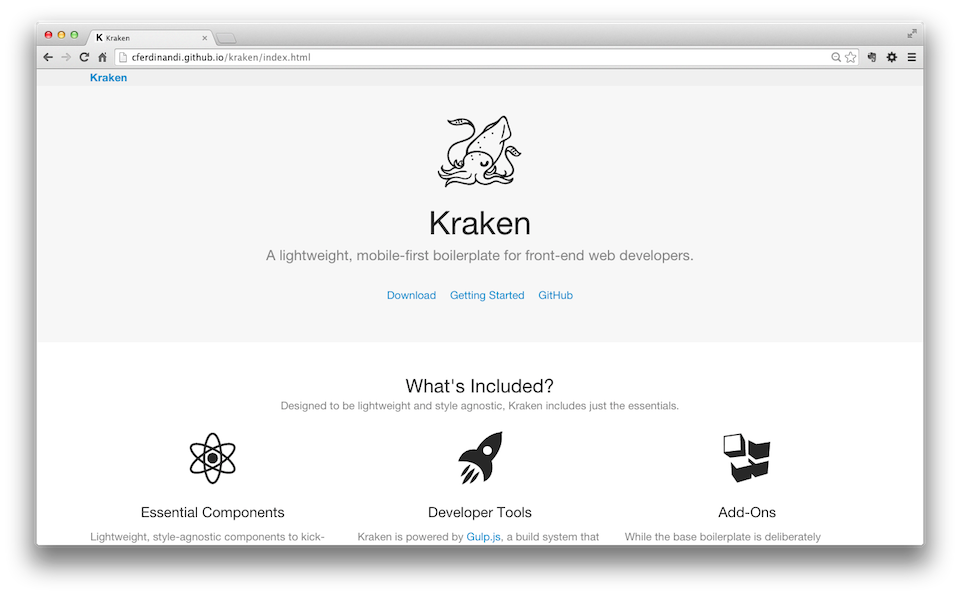 K Kraken
cferdinandi.github.io/kraken/index.html
Kraken
Kraken
A lightweight, mobile-first boilerplate for front-end web developers.
Download Getting Started GitHub
What's Included?
Designed to be lightweight and style agnostic, Kraken includes just the essentials.
Essential Components
Lightweight, style-agnostic components to kick-
Developer Tools
Kraken is powered by Gulp.js, a build system that
Add-Ons
While the base boilerplate is deliberately